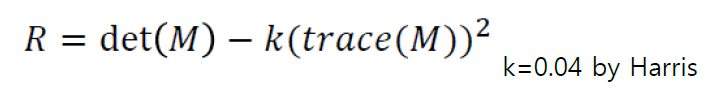 R = det(M) − k(trace(M))²
k=0.04 by Harris